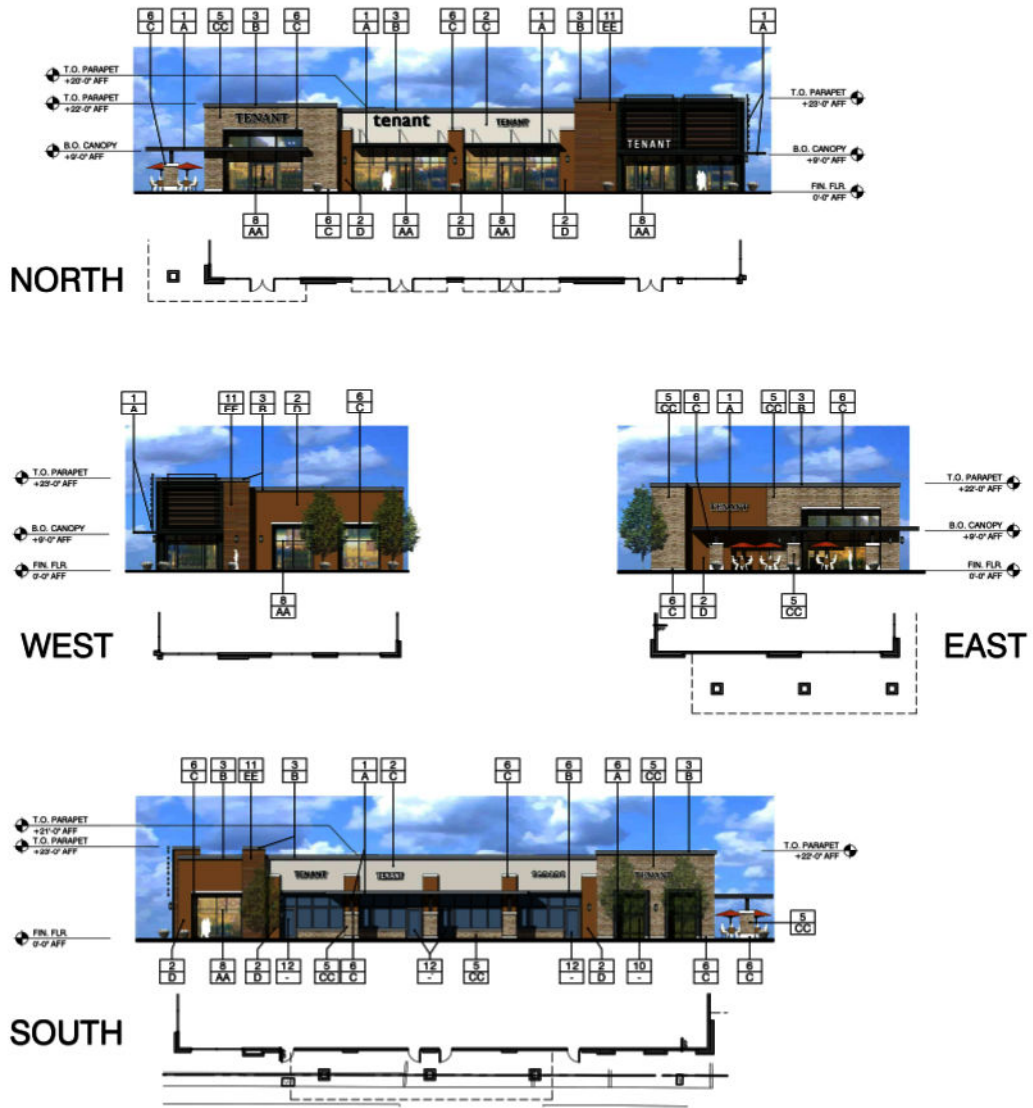 6 1 5 3 6 1 3 6 2 1 3 11 1
C A CC B C A B C C A B EE A
T.O. PARAPET
+20'-0" AFF
T.O. PARAPET
+22'-0" AFF
T.O. PARAPET
+23'-0" AFF
TENANT
tenant
TENANT
TENANT
B.O. CANOPY
+9'-0" AFF
B.O. CANOPY
+9'-0" AFF
FIN. FLR.
0'-0" AFF
8 6 2 8 2 8 2 8
AA C D AA D AA D AA
NORTH
1 11 3 2 6
A EE B D C
T.O. PARAPET
+23'-0" AFF
B.O. CANOPY
+9'-0" AFF
FIN. FLR.
0'-0" AFF
8
AA
WEST
5 6 1 5 3 6
CC C A CC B C
T.O. PARAPET
+22'-0" AFF
TENANT
B.O. CANOPY
+9'-0" AFF
FIN. FLR.
0'-0" AFF
6 2 5
C D CC
EAST
6 3 11 3 1 2 6 6 6 5 3
C B EE B A C C B A CC B
T.O. PARAPET
+21'-0" AFF
T.O. PARAPET
+23'-0" AFF
T.O. PARAPET
+22'-0" AFF
TENANT
TENANT
TENANT
FIN. FLR.
0'-0" AFF
5
CC
2 8 2 12 5 6 12 5 12 2 10 6 6
D AA D - CC C - CC - D - C C
SOUTH